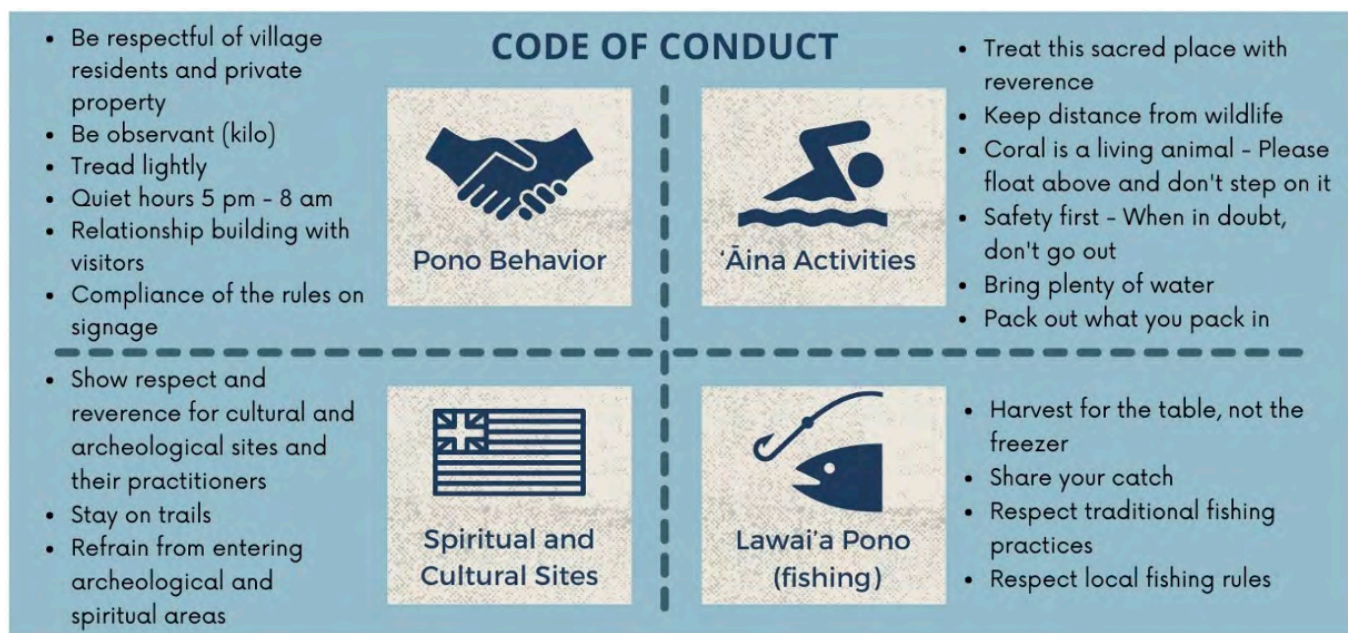 CODE OF CONDUCT
• Be respectful of village
residents and private
property
• Be observant (kilo)
• Tread lightly
• Quiet hours 5 pm - 8 am
• Relationship building with
visitors
• Compliance of the rules on
signage
Pono Behavior
ʻĀina Activities
• Treat this sacred place with
reverence
• Keep distance from wildlife
• Coral is a living animal - Please
float above and don't step on it
• Safety first - When in doubt,
don't go out
• Bring plenty of water
• Pack out what you pack in
• Show respect and
reverence for cultural and
archeological sites and
their practitioners
• Stay on trails
• Refrain from entering
archeological and
spiritual areas
Spiritual and
Cultural Sites
Lawai'a Pono
(fishing)
• Harvest for the table, not the
freezer
• Share your catch
• Respect traditional fishing
practices
• Respect local fishing rules